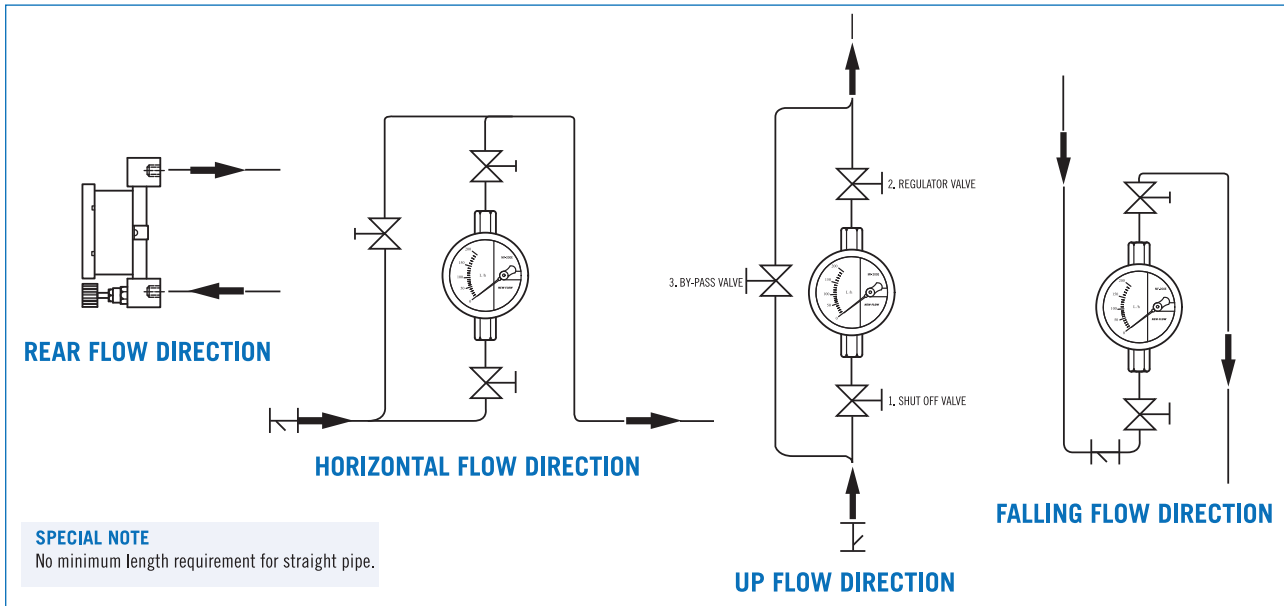 REAR FLOW DIRECTION
HORIZONTAL FLOW DIRECTION
SPECIAL NOTE
No minimum length requirement for straight pipe.
2. REGULATOR VALVE
3. BY-PASS VALVE
1. SHUT OFF VALVE
UP FLOW DIRECTION
FALLING FLOW DIRECTION